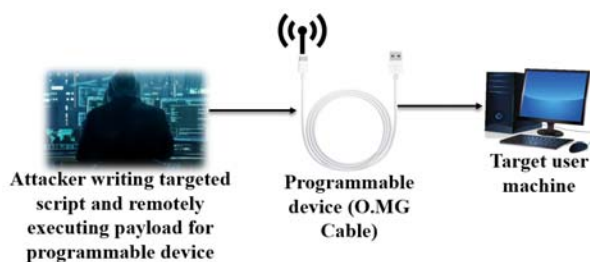 Attacker writing targeted
script and remotely
executing payload for
programmable device
Programmable
device (O.MG
Cable)
Target user
machine